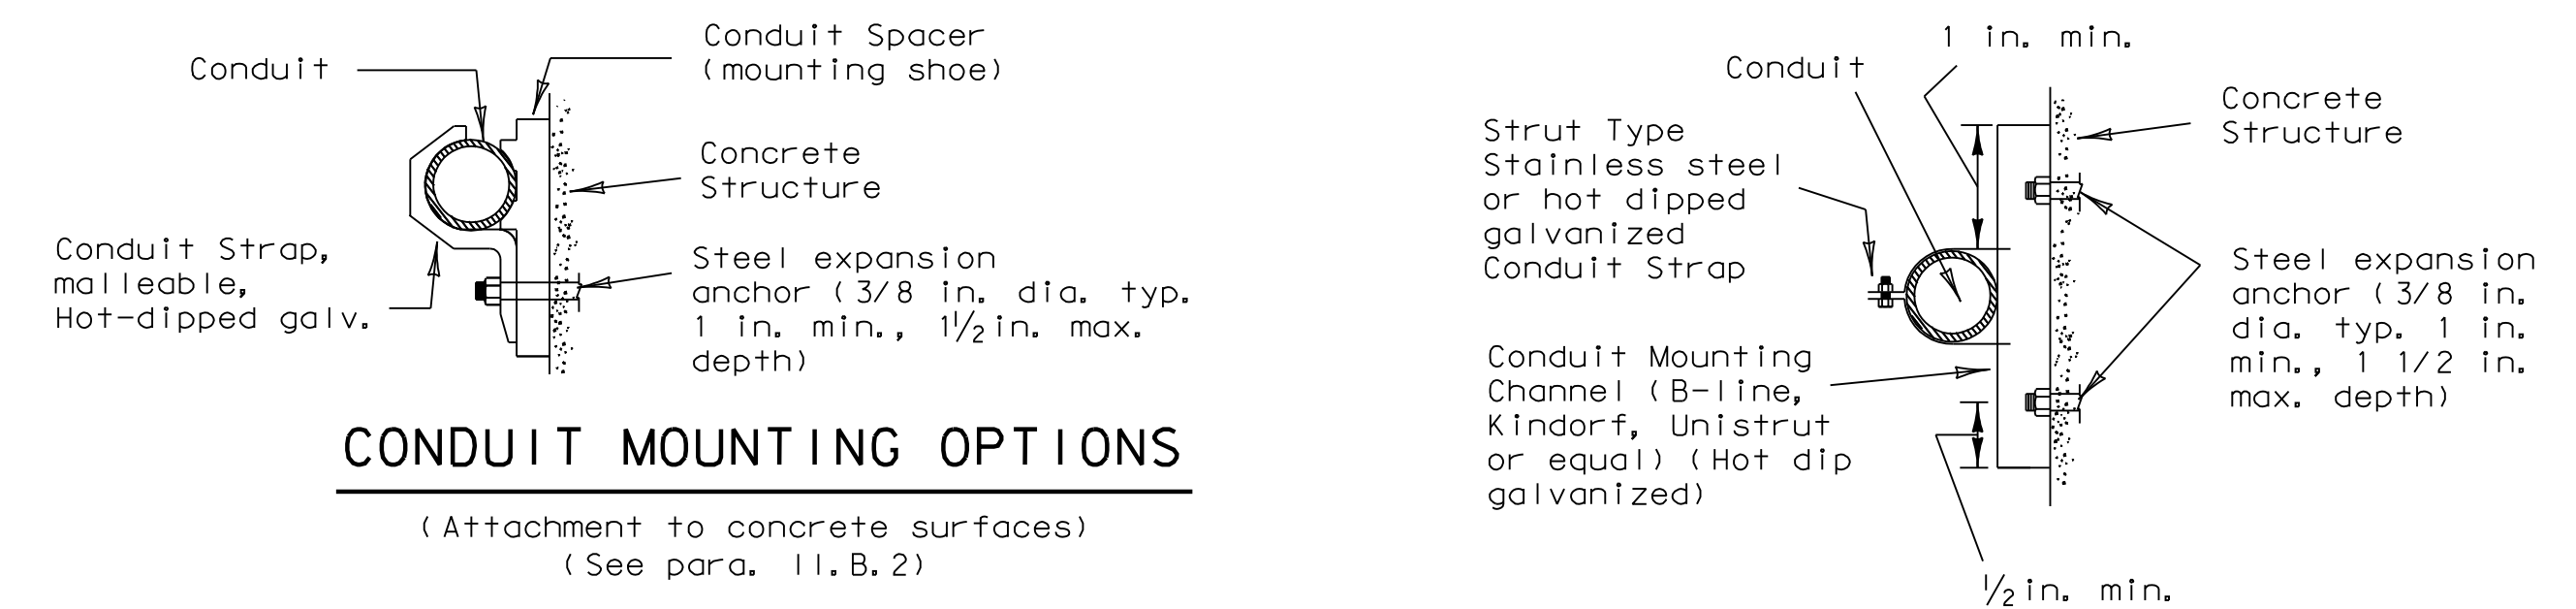 Conduit
Conduit Spacer
(mounting shoe)
Concrete
Structure
Conduit Strap,
malleable,
Hot-dipped galv.
Steel expansion
anchor (3/8 in. dia. typ.
1 in. min., 1 1/2 in. max.
depth)
CONDUIT MOUNTING OPTIONS
(Attachment to concrete surfaces)
(See para. II.B.2)
1 in. min.
Conduit
Concrete
Structure
Strut Type
Stainless steel
or hot dipped
galvanized
Conduit Strap
Steel expansion
anchor (3/8 in.
dia. typ. 1 in.
min., 1 1/2 in.
max. depth)
Conduit Mounting
Channel (B-line,
Kindorf, Unistrut
or equal) (Hot dip
galvanized)
1/2 in. min.